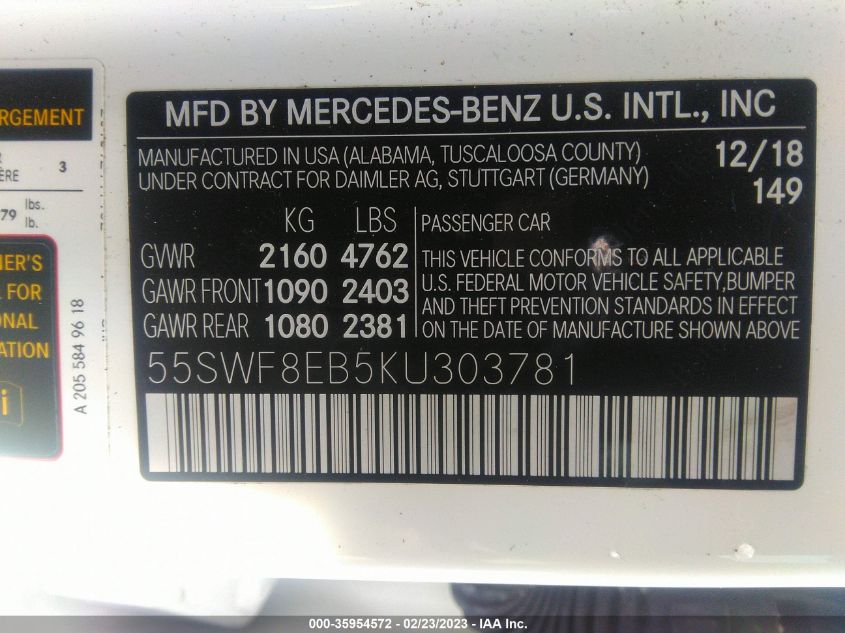 RGEMENT
R
ÈRE 3
79 lbs.
lb.
NER'S
L FOR
ONAL
ATION
i
A 205 584 96 18
MFD BY MERCEDES-BENZ U.S. INTL., INC
MANUFACTURED IN USA (ALABAMA, TUSCALOOSA COUNTY) 12/18
UNDER CONTRACT FOR DAIMLER AG, STUTTGART (GERMANY) 149
KG LBS PASSENGER CAR
GVWR 2160 4762
GAWR FRONT 1090 2403
GAWR REAR 1080 2381
THIS VEHICLE CONFORMS TO ALL APPLICABLE
U.S. FEDERAL MOTOR VEHICLE SAFETY,BUMPER
AND THEFT PREVENTION STANDARDS IN EFFECT
ON THE DATE OF MANUFACTURE SHOWN ABOVE
55SWF8EB5KU303781
000-35954572 - 02/23/2023 - IAA Inc.